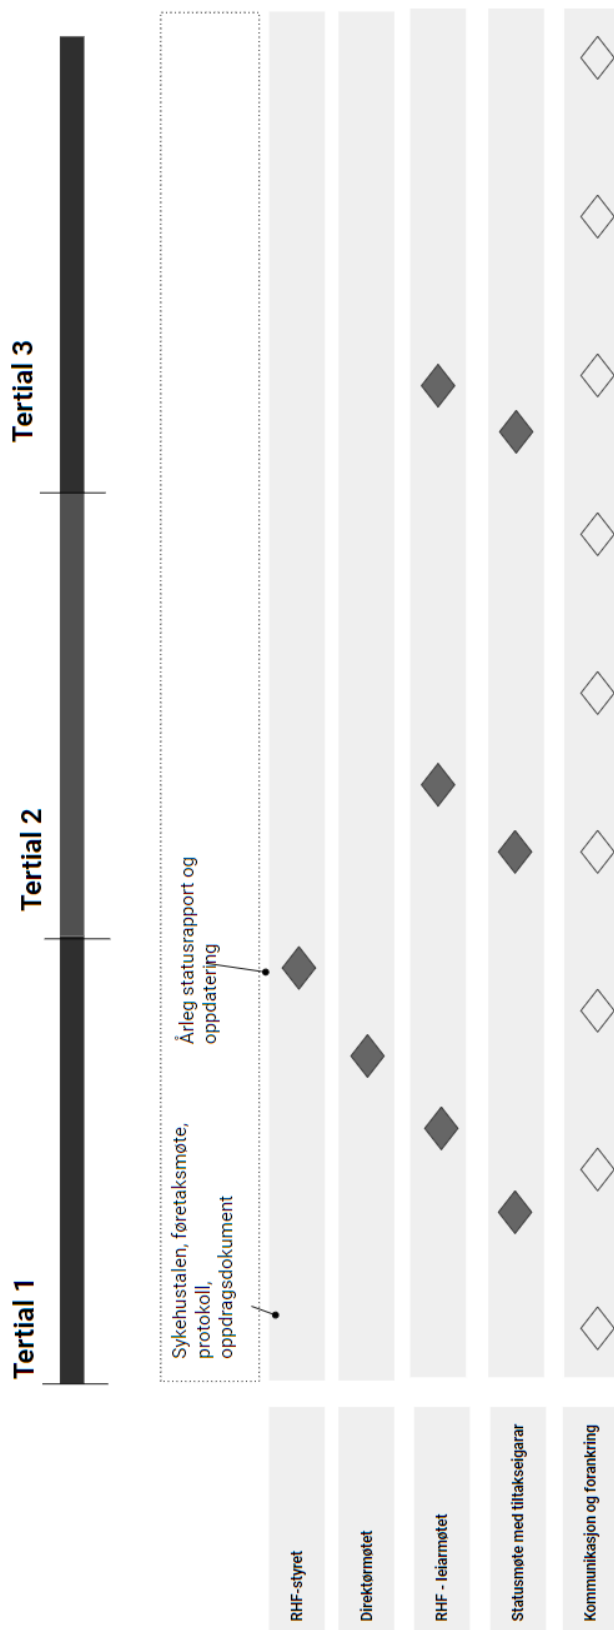 Tertial 1
Tertial 2
Tertial 3
Sykehustalen, føretaksmøte,
protokoll,
oppdragsdokument
Årleg statusrapport og
oppdatering
RHF-styret
Direktørmøtet
RHF - leiarmøtet
Statusmøte med tiltakseigarar
Kommunikasjon og forankring